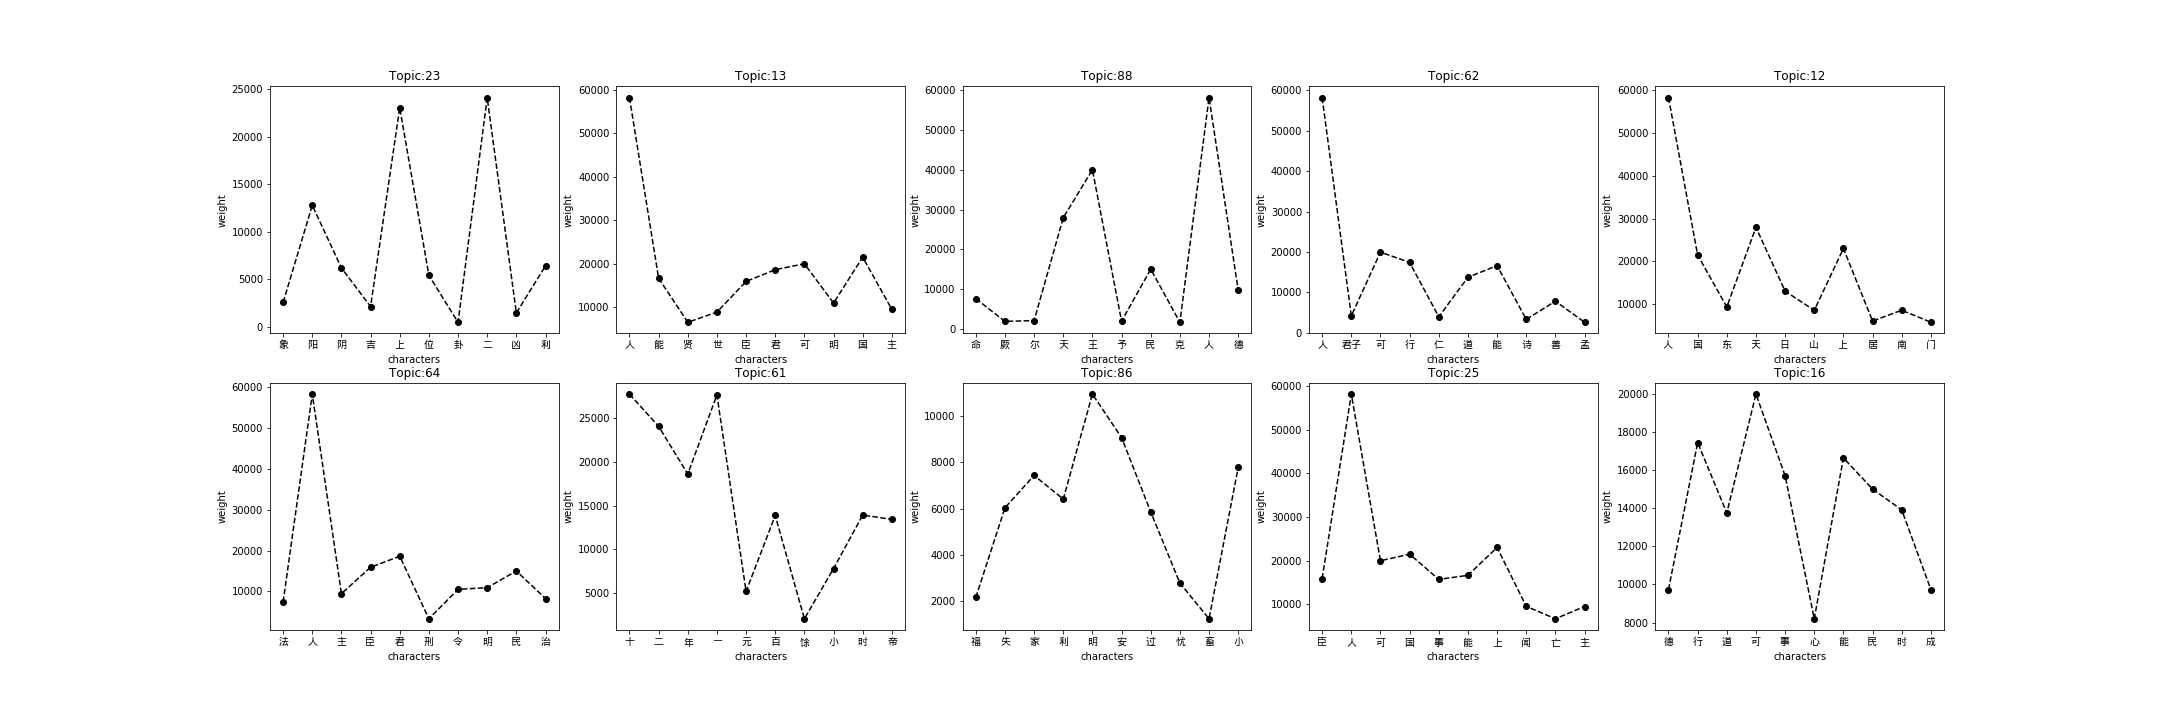 Topic:23
25000
20000
15000
10000
5000
0
weight
象 阳 阴 吉 上 位 卦 二 凶 利
characters
Topic:13
60000
50000
40000
30000
20000
10000
weight
人 能 贤 世 臣 君 可 明 国 主
characters
Topic:88
60000
50000
40000
30000
20000
10000
0
weight
命 厥 尔 天 王 予 民 克 人 德
characters
Topic:62
60000
50000
40000
30000
20000
10000
0
weight
人 君子 可 行 仁 道 能 诗 善 孟
characters
Topic:12
60000
50000
40000
30000
20000
10000
weight
人 国 东 天 日 山 上 居 南 门
characters
Topic:64
60000
50000
40000
30000
20000
10000
weight
法 人 主 臣 君 刑 令 明 民 治
characters
Topic:61
25000
20000
15000
10000
5000
weight
十 二 年 一 元 百 馀 小 时 帝
characters
Topic:86
10000
8000
6000
4000
2000
weight
福 失 家 利 明 安 过 忧 畜 小
characters
Topic:25
60000
50000
40000
30000
20000
10000
weight
臣 人 可 国 事 能 上 闻 亡 主
characters
Topic:16
20000
18000
16000
14000
12000
10000
8000
weight
德 行 道 可 事 心 能 民 时 成
characters